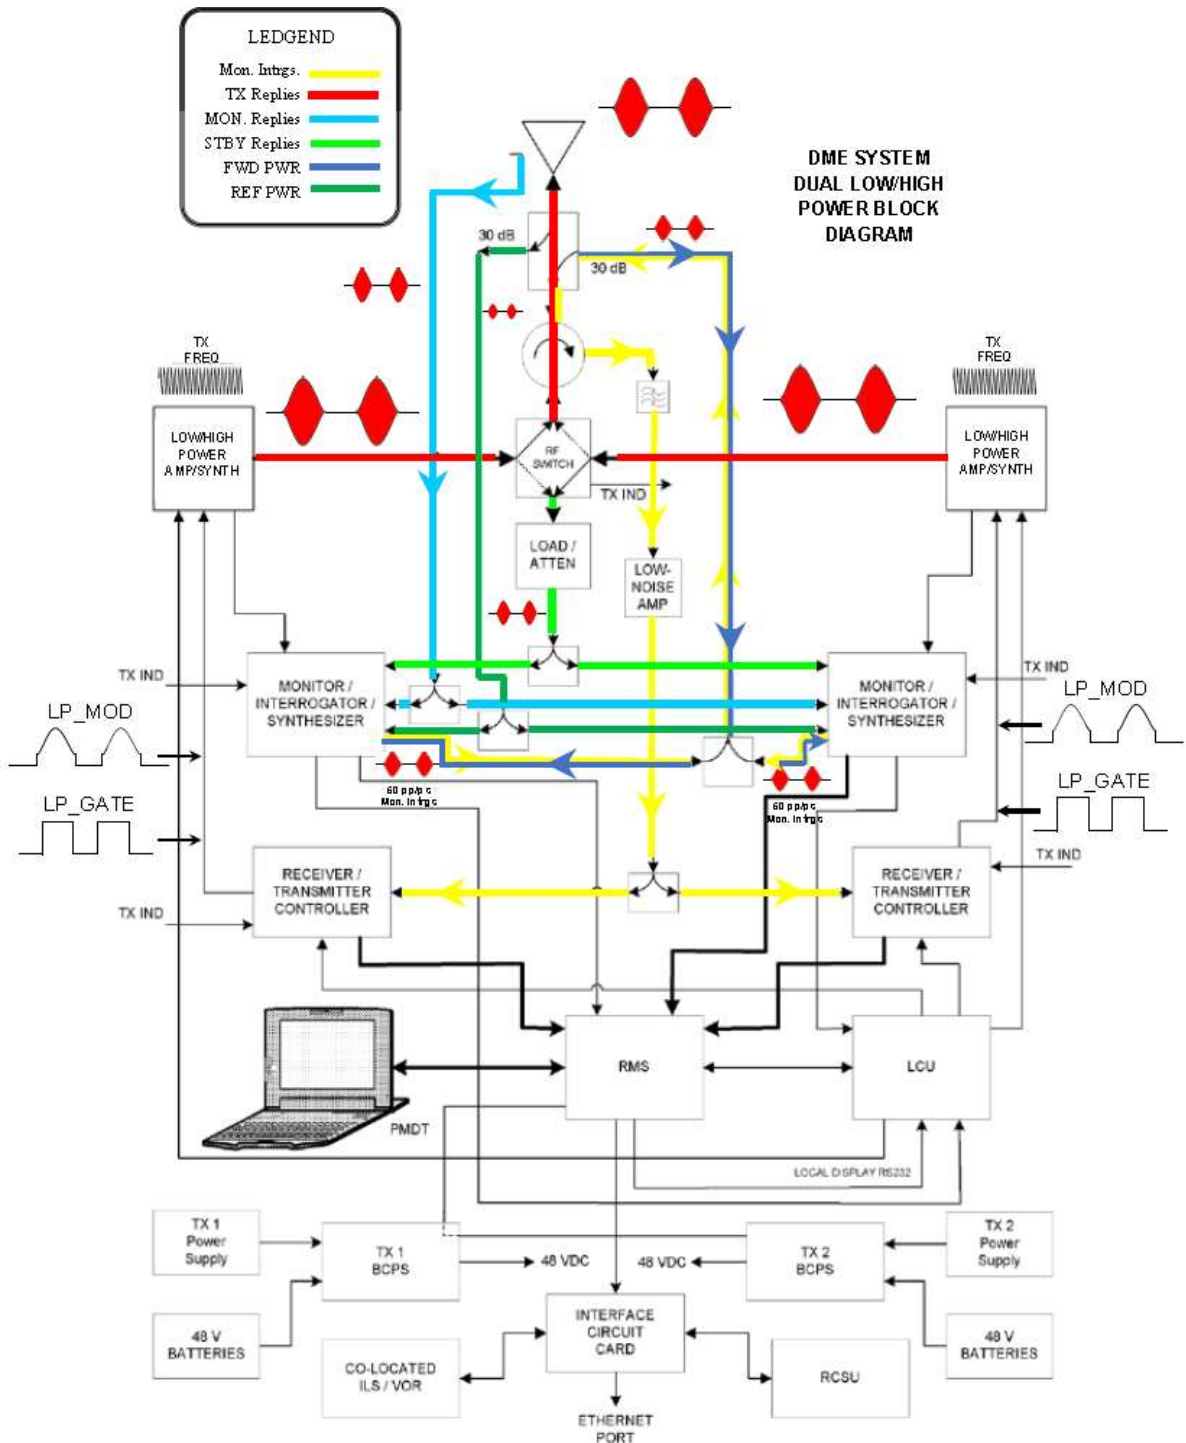 LEDGEND
Mon. Intrgs.
TX Replies
MON. Replies
STBY Replies
FWD PWR
REF PWR
DME SYSTEM
DUAL LOW/HIGH
POWER BLOCK
DIAGRAM
30 dB
30 dB
TX
FREQ
TX
FREQ
LOW/HIGH
POWER
AMP/SYNTH
RF
SWITCH
LOW/HIGH
POWER
AMP/SYNTH
TX IND
LOAD /
ATTEN
LOW-
NOISE
AMP
TX IND
MONITOR /
INTERROGATOR /
SYNTHESIZER
MONITOR /
INTERROGATOR /
SYNTHESIZER
TX IND
LP_MOD
LP_MOD
60 pp/ps
Mon. Intrgs
60 pp/ps
Mon. Intrgs
LP_GATE
LP_GATE
RECEIVER /
TRANSMITTER
CONTROLLER
RECEIVER /
TRANSMITTER
CONTROLLER
TX IND
TX IND
RMS
LCU
PMDT
LOCAL DISPLAY RS232
TX 1
Power
Supply
TX 1
BCPS
48 VDC
48 VDC
TX 2
BCPS
TX 2
Power
Supply
48 V
BATTERIES
INTERFACE
CIRCUIT
CARD
48 V
BATTERIES
CO-LOCATED
ILS / VOR
RCSU
ETHERNET
PORT